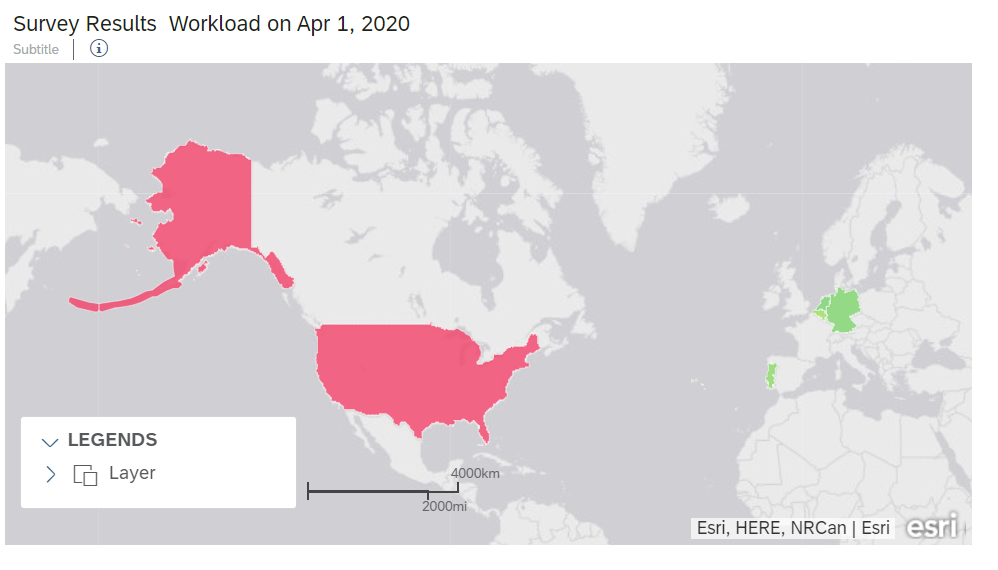 Survey Results  Workload on Apr 1, 2020
Subtitle
LEGENDS
Layer
4000km
2000mi
Esri, HERE, NRCan | Esri
esri